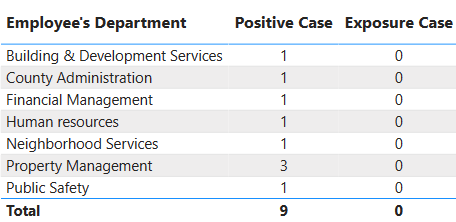 Employee's Department Positive Case Exposure Case
Building & Development Services 1 0
County Administration 1 0
Financial Management 1 0
Human resources 1 0
Neighborhood Services 1 0
Property Management 3 0
Public Safety 1 0
Total 9 0